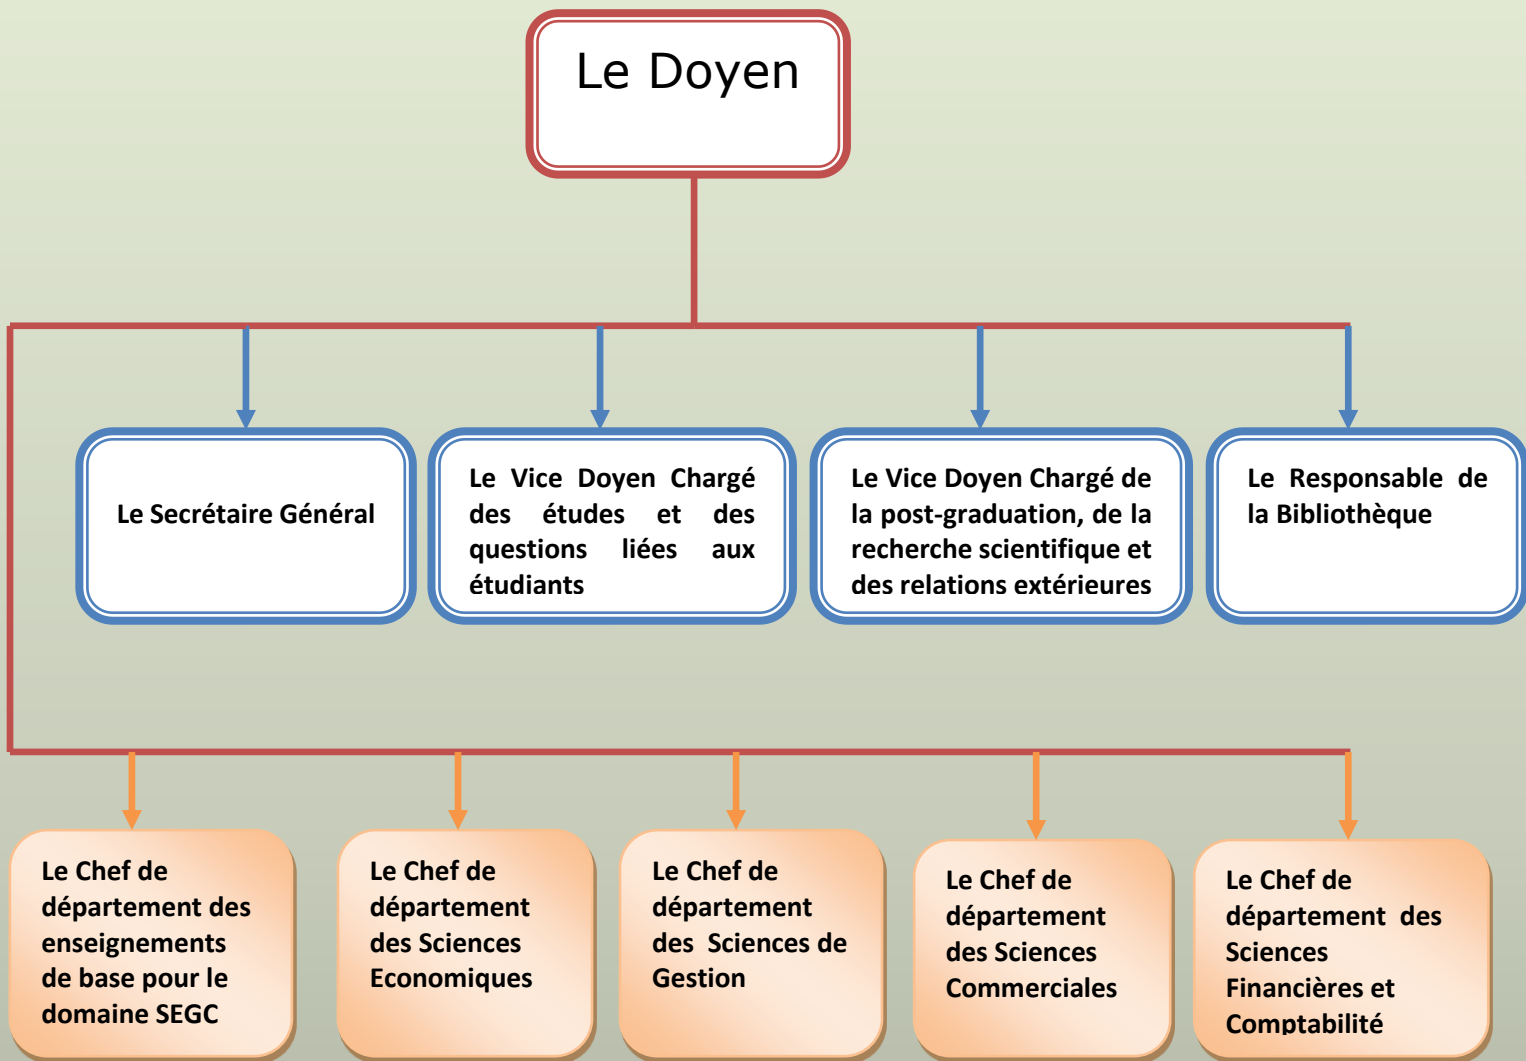 Le Doyen
Le Secrétaire Général
Le Vice Doyen Chargé
des études et des
questions liées aux
étudiants
Le Vice Doyen Chargé de
la post-graduation, de la
recherche scientifique et
des relations extérieures
Le Responsable de
la Bibliothèque
Le Chef de
département des
enseignements
de base pour le
domaine SEGC
Le Chef de
département
des Sciences
Economiques
Le Chef de
département
des Sciences de
Gestion
Le Chef de
département
des Sciences
Commerciales
Le Chef de
département des
Sciences
Financières et
Comptabilité